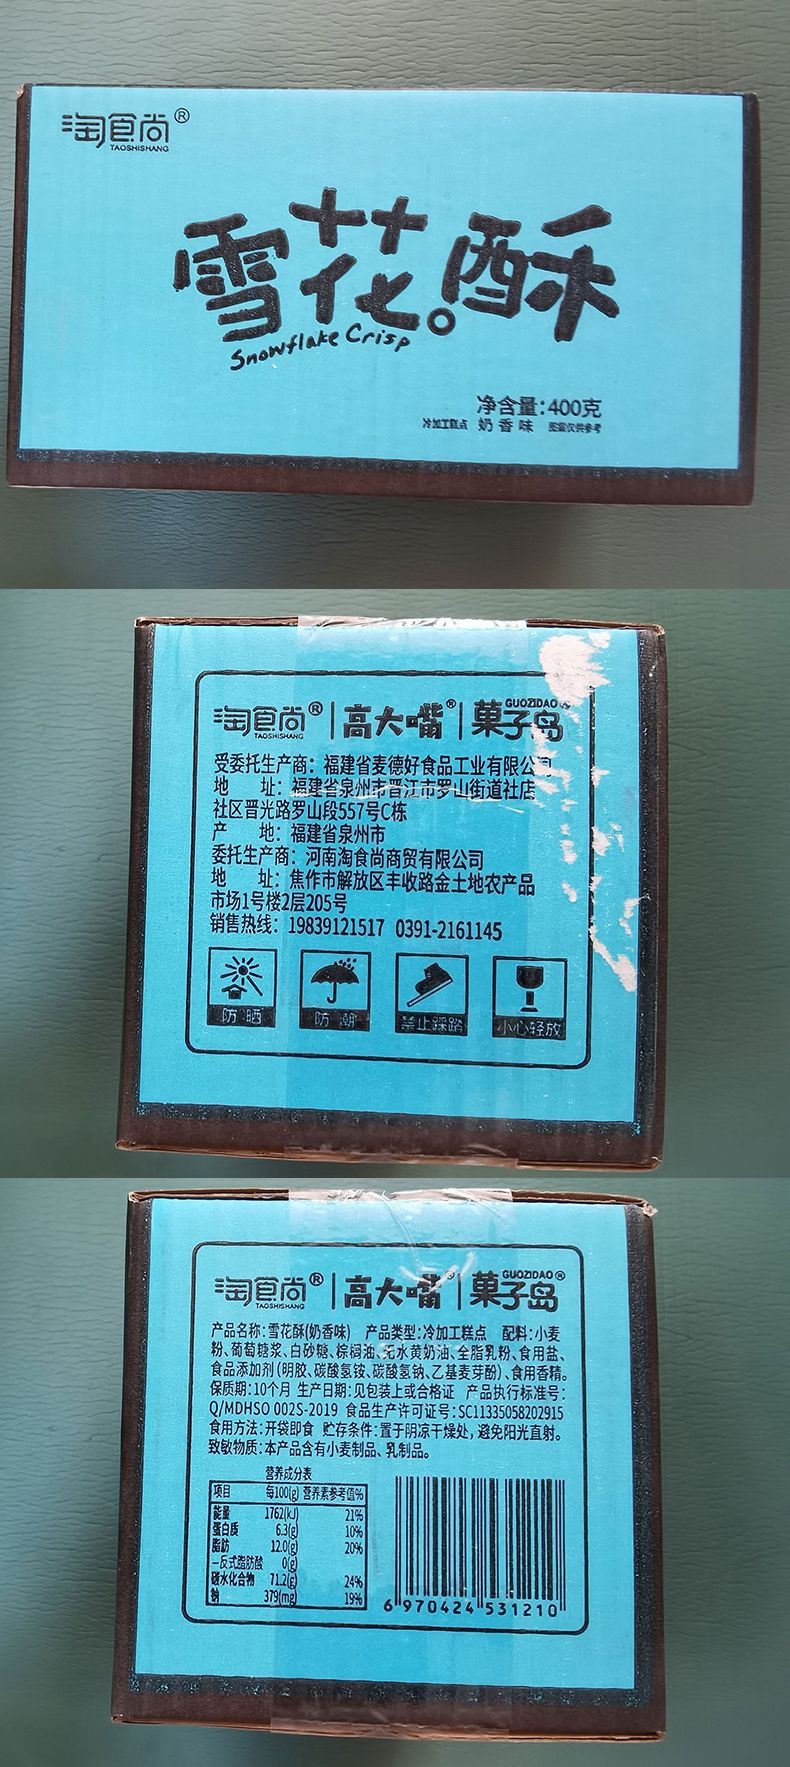 淘食尚®
TAOSHISHANG
雪花酥
Snowflake Crisp
净含量:400克
冷加工糕点 奶香味 图案仅供参考
淘食尚® 高大嘴® 菓子岛
TAOSHISHANG GUOZIDAO
受委托生产商：福建省麦德好食品工业有限公司
地 址：福建省泉州市晋江市罗山街道社店
社区晋光路罗山段557号C栋
产 地：福建省泉州市
委托生产商：河南淘食尚商贸有限公司
地 址：焦作市解放区丰收路金土地农产品
市场1号楼2层205号
销售热线：19839121517 0391-2161145
防晒 防潮 禁止踩踏 小心轻放
淘食尚® 高大嘴® 菓子岛
TAOSHISHANG GUOZIDAO®
产品名称:雪花酥(奶香味) 产品类型:冷加工糕点 配料:小麦
粉、葡萄糖浆、白砂糖、棕榈油、无水黄奶油、全脂乳粉、食用盐、
食品添加剂(明胶、碳酸氢铵、碳酸氢钠、乙基麦芽酚)、食用香精。
保质期:10个月 生产日期:见包装上或合格证 产品执行标准号:
Q/MDHSO 002S-2019 食品生产许可证号:SC11335058202915
食用方法:开袋即食 贮存条件:置于阴凉干燥处,避免阳光直射。
致敏物质:本产品含有小麦制品、乳制品。
营养成分表
项目 每100(g) 营养素参考值%
能量 1762(kJ) 21%
蛋白质 6.3(g) 10%
脂肪 12.0(g) 20%
—反式脂肪酸 0(g)
碳水化合物 71.2(g) 24%
钠 379(mg) 19%
6 970424 531210